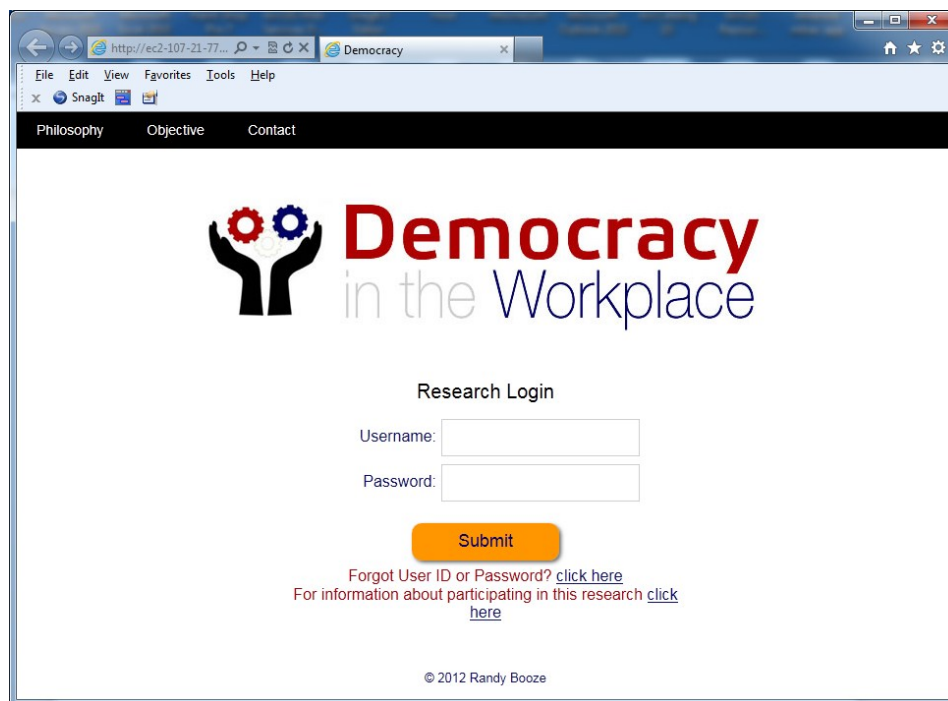 http://ec2-107-21-77...
Democracy
File Edit View Favorites Tools Help
SnagIt
Philosophy Objective Contact
Democracy
in the Workplace
Research Login
Username:
Password:
Submit
Forgot User ID or Password? click here
For information about participating in this research click
here
© 2012 Randy Booze